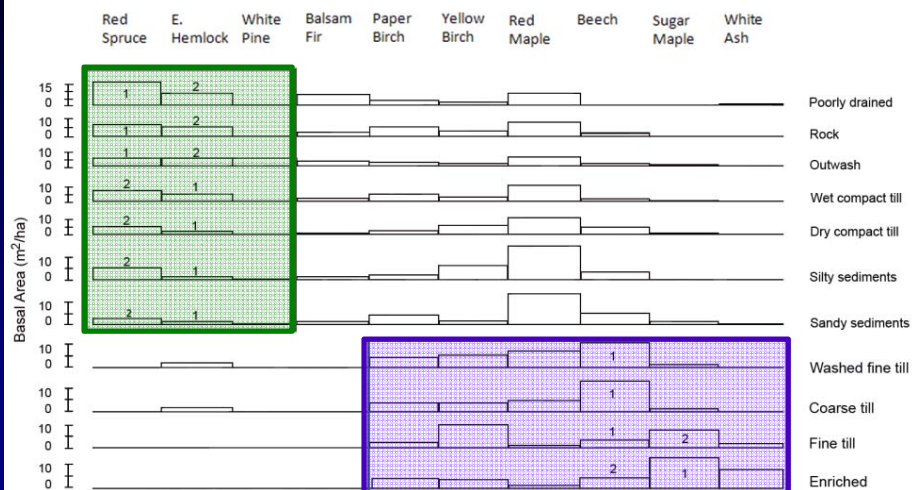 Red Spruce E. Hemlock White Pine Balsam Fir Paper Birch Yellow Birch Red Maple Beech Sugar Maple White Ash
Basal Area (m²/ha)
15 0 1 2 Poorly drained
10 0 1 2 Rock
10 0 1 2 Outwash
10 0 2 1 Wet compact till
10 0 2 1 Dry compact till
10 0 2 1 Silty sediments
10 0 2 1 Sandy sediments
10 0 1 Washed fine till
10 0 1 Coarse till
10 0 1 2 Fine till
10 0 2 1 Enriched